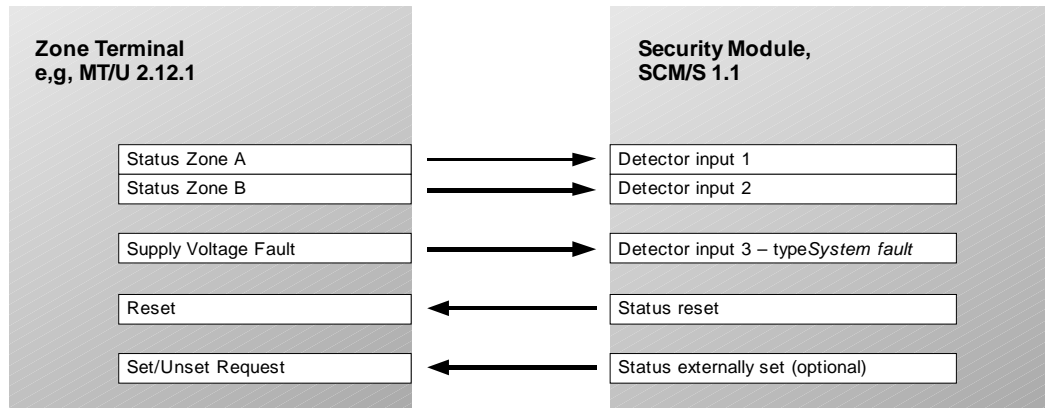 Zone Terminal
e,g, MT/U 2.12.1
Security Module,
SCM/S 1.1
Status Zone A
Detector input 1
Status Zone B
Detector input 2
Supply Voltage Fault
Detector input 3 – typeSystem fault
Reset
Status reset
Set/Unset Request
Status externally set (optional)